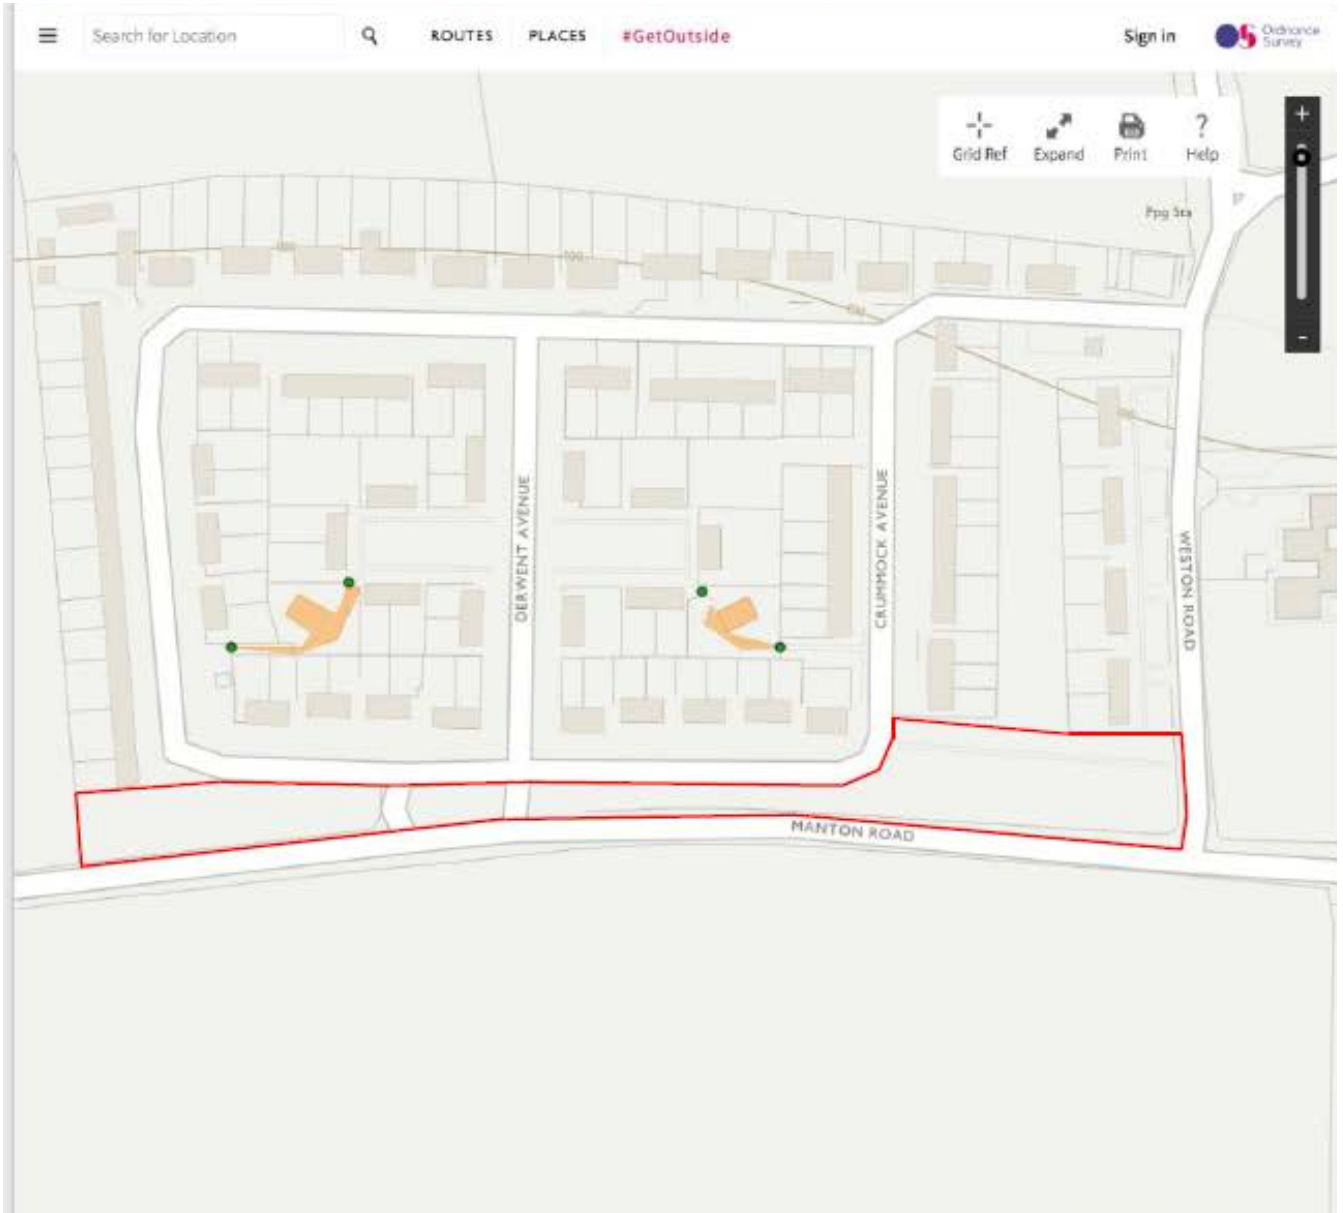 Search for Location
ROUTES
PLACES
#GetOutside
Sign in
Ordnance
Survey
Grid Ref
Expand
Print
?
Help
+
-
Ppg Sta
DERWENT AVENUE
CRUMMOCK AVENUE
WESTON ROAD
MANTON ROAD